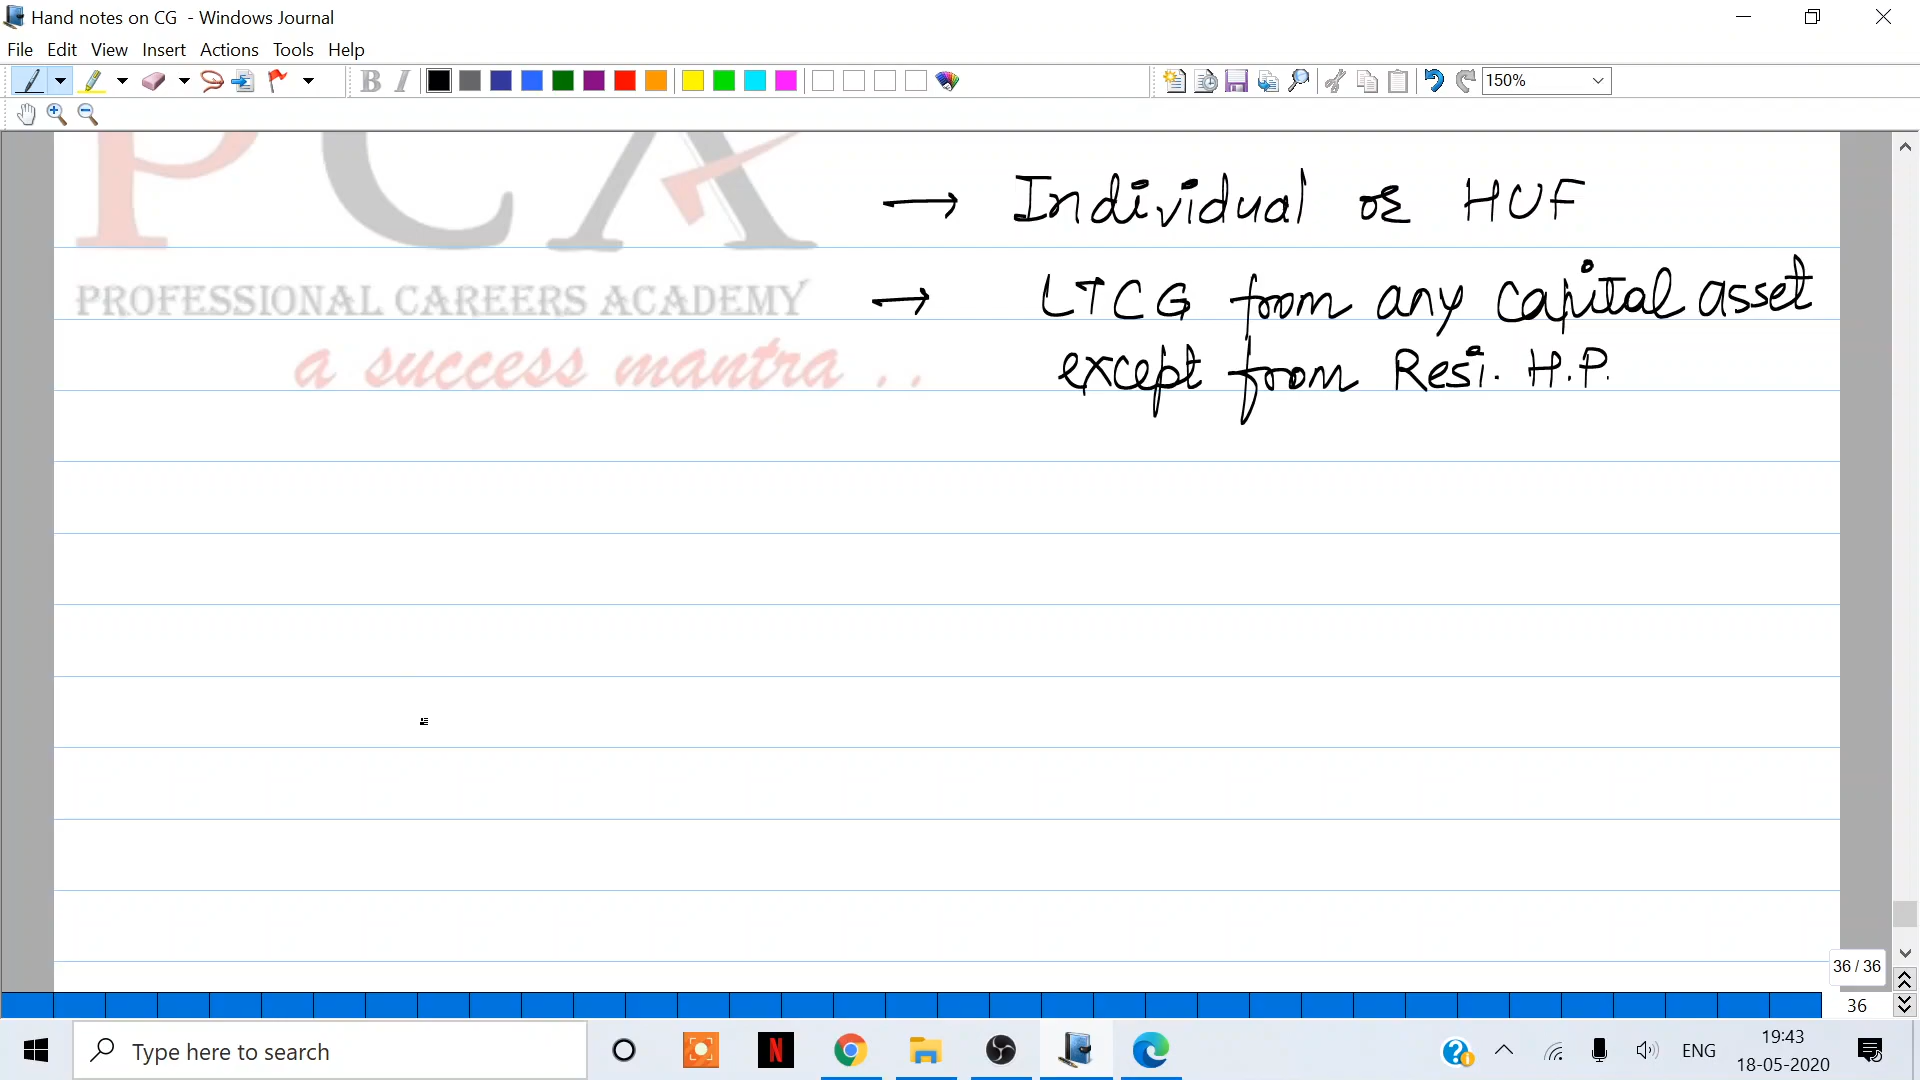 Hand notes on CG - Windows Journal
File Edit View Insert Actions Tools Help
B I
150%
PCA
→ Individual or HUF
PROFESSIONAL CAREERS ACADEMY
→ LTCG from any capital asset
a success mantra . .
except from Resi. H.P.
36 / 36
36
Type here to search
N
ENG
19:43
18-05-2020